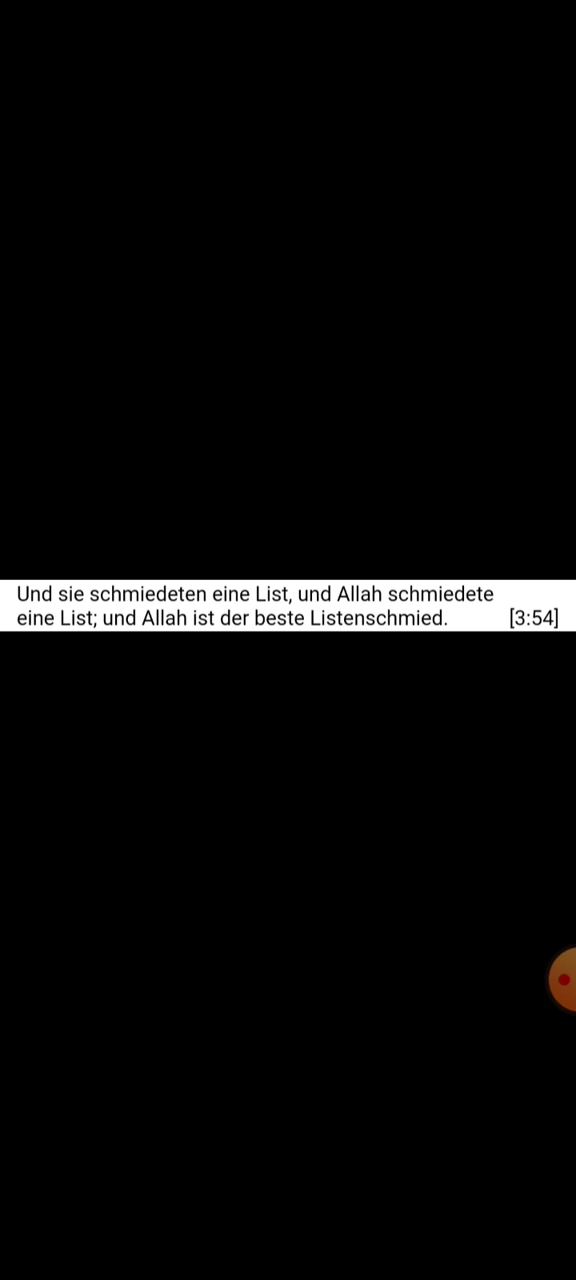 Und sie schmiedeten eine List, und Allah schmiedete
eine List; und Allah ist der beste Listenschmied. [3:54]